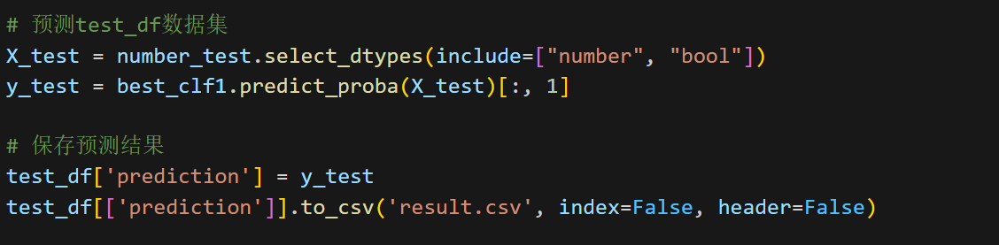 # 预测test_df数据集
X_test = number_test.select_dtypes(include=["number", "bool"])
y_test = best_clf1.predict_proba(X_test)[:, 1]
# 保存预测结果
test_df['prediction'] = y_test
test_df[['prediction']].to_csv('result.csv', index=False, header=False)